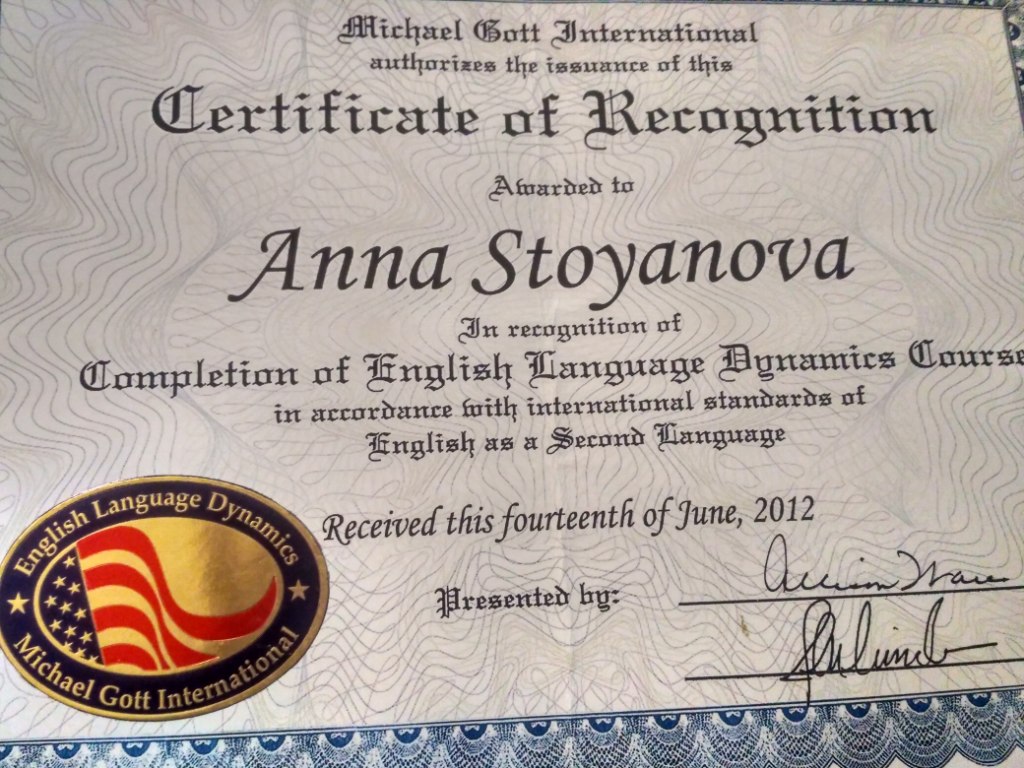 Michael Gott International
authorizes the issuance of this
Certificate of Recognition
Awarded to
Anna Stoyanova
In recognition of
Completion of English Language Dynamics Course
in accordance with international standards of
English as a Second Language
Received this fourteenth of June, 2012
Presented by:
English Language Dynamics
Michael Gott International